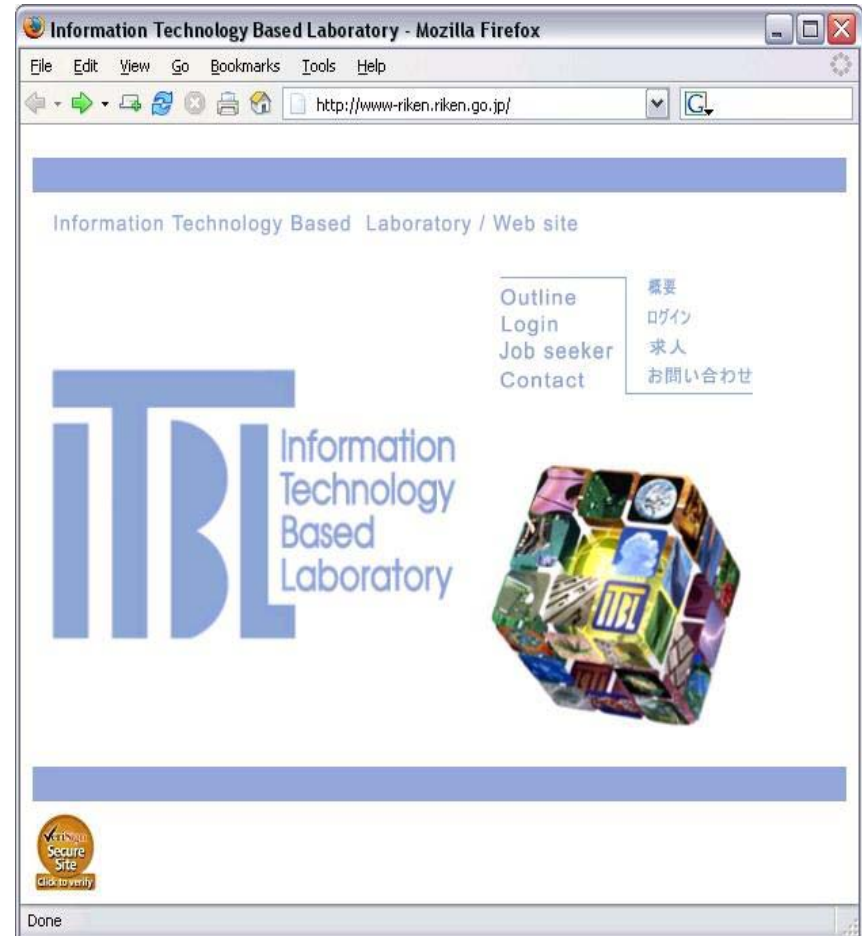 Information Technology Based Laboratory - Mozilla Firefox
File Edit View Go Bookmarks Tools Help
http://www-riken.riken.go.jp/
G
Information Technology Based Laboratory / Web site
Outline
Login
Job seeker
Contact
概要
ログイン
求人
お問い合わせ
ITBL
Information
Technology
Based
Laboratory
ITBL
VeriSign
Secure
Site
Click to verify
Done